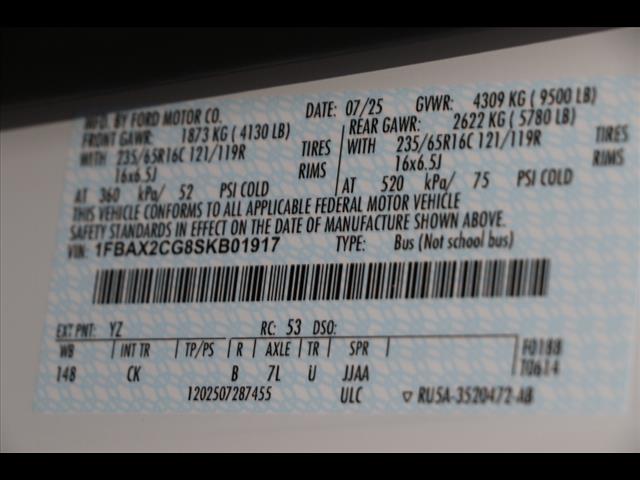 MFD. BY FORD MOTOR CO. DATE: 07/25 GVWR: 4309 KG ( 9500 LB)
FRONT GAWR: 1873 KG ( 4130 LB) REAR GAWR: 2622 KG ( 5780 LB)
WITH 235/65R16C 121/119R TIRES WITH 235/65R16C 121/119R TIRES
16x6.5J RIMS 16x6.5J RIMS
AT 360 kPa/ 52 PSI COLD AT 520 kPa/ 75 PSI COLD
THIS VEHICLE CONFORMS TO ALL APPLICABLE FEDERAL MOTOR VEHICLE
SAFETY STANDARDS IN EFFECT ON THE DATE OF MANUFACTURE SHOWN ABOVE.
VIN: 1FBAX2CG8SKB01917 TYPE: Bus (Not school bus)
EXT PNT: YZ RC: 53 DSO:
WB INT TR TP/PS R AXLE TR SPR F0188
148 CK B 7L U JJAA T0614
1202507287455 ULC ▽ RU5A-3520472-AB